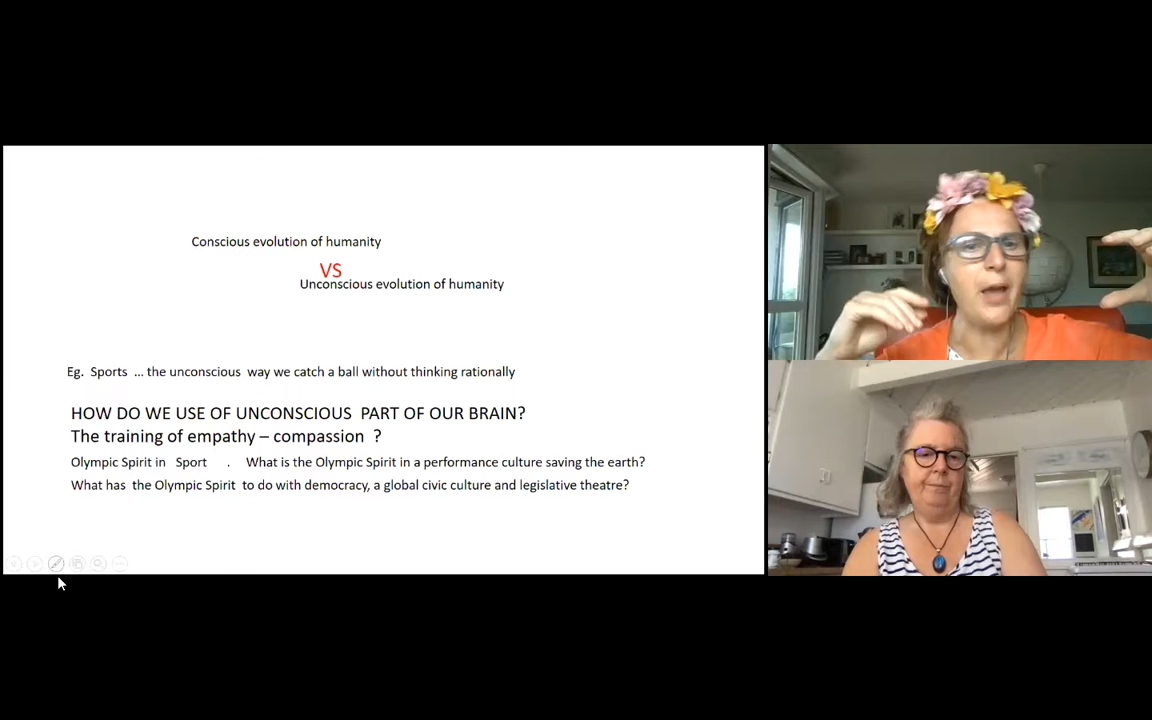 Conscious evolution of humanity
VS
Unconscious evolution of humanity
Eg. Sports ... the unconscious way we catch a ball without thinking rationally
HOW DO WE USE OF UNCONSCIOUS PART OF OUR BRAIN?
The training of empathy – compassion ?
Olympic Spirit in Sport . What is the Olympic Spirit in a performance culture saving the earth?
What has the Olympic Spirit to do with democracy, a global civic culture and legislative theatre?